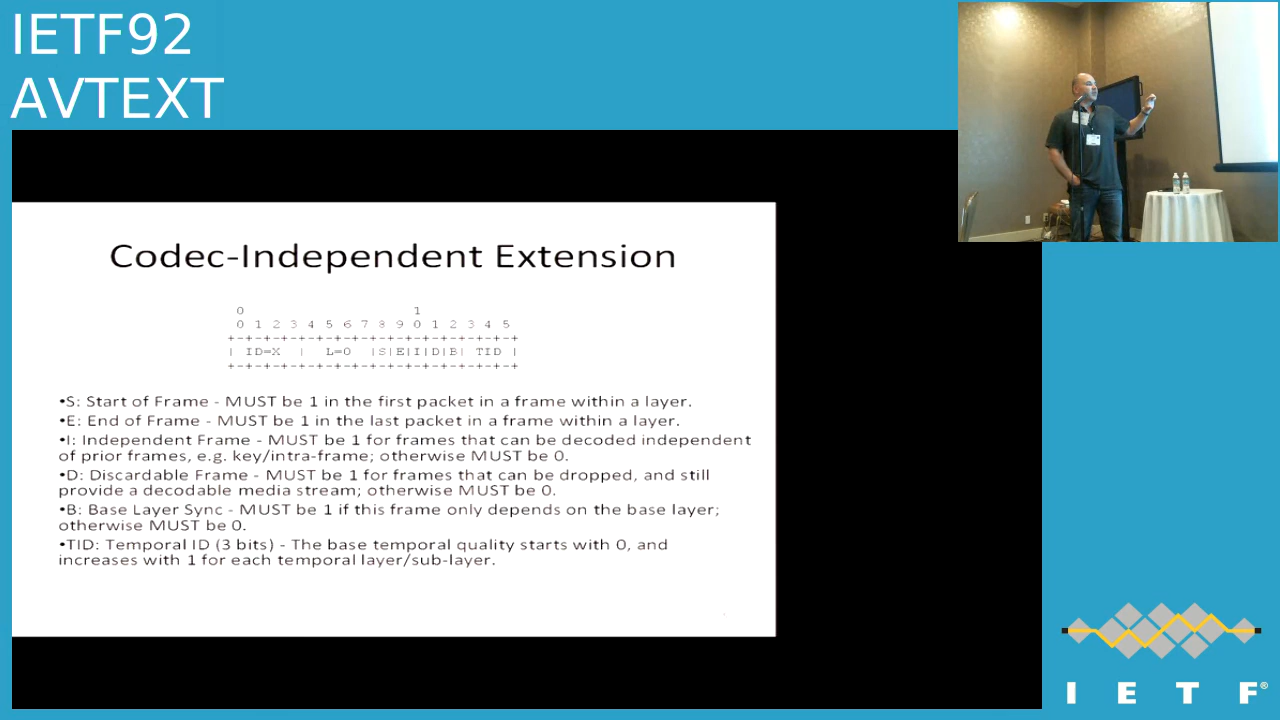 IETF92
AVTEXT
Codec-Independent Extension
0 1
0 1 2 3 4 5 6 7 8 9 0 1 2 3 4 5
+-+-+-+-+-+-+-+-+-+-+-+-+-+-+-+-+
| ID=X | L=0 |S|E|I|D|B| TID |
+-+-+-+-+-+-+-+-+-+-+-+-+-+-+-+-+
•S: Start of Frame - MUST be 1 in the first packet in a frame within a layer.
•E: End of Frame - MUST be 1 in the last packet in a frame within a layer.
•I: Independent Frame - MUST be 1 for frames that can be decoded independent
of prior frames, e.g. key/intra-frame; otherwise MUST be 0.
•D: Discardable Frame - MUST be 1 for frames that can be dropped, and still
provide a decodable media stream; otherwise MUST be 0.
•B: Base Layer Sync - MUST be 1 if this frame only depends on the base layer;
otherwise MUST be 0.
•TID: Temporal ID (3 bits) - The base temporal quality starts with 0, and
increases with 1 for each temporal layer/sub-layer.
I E T F®